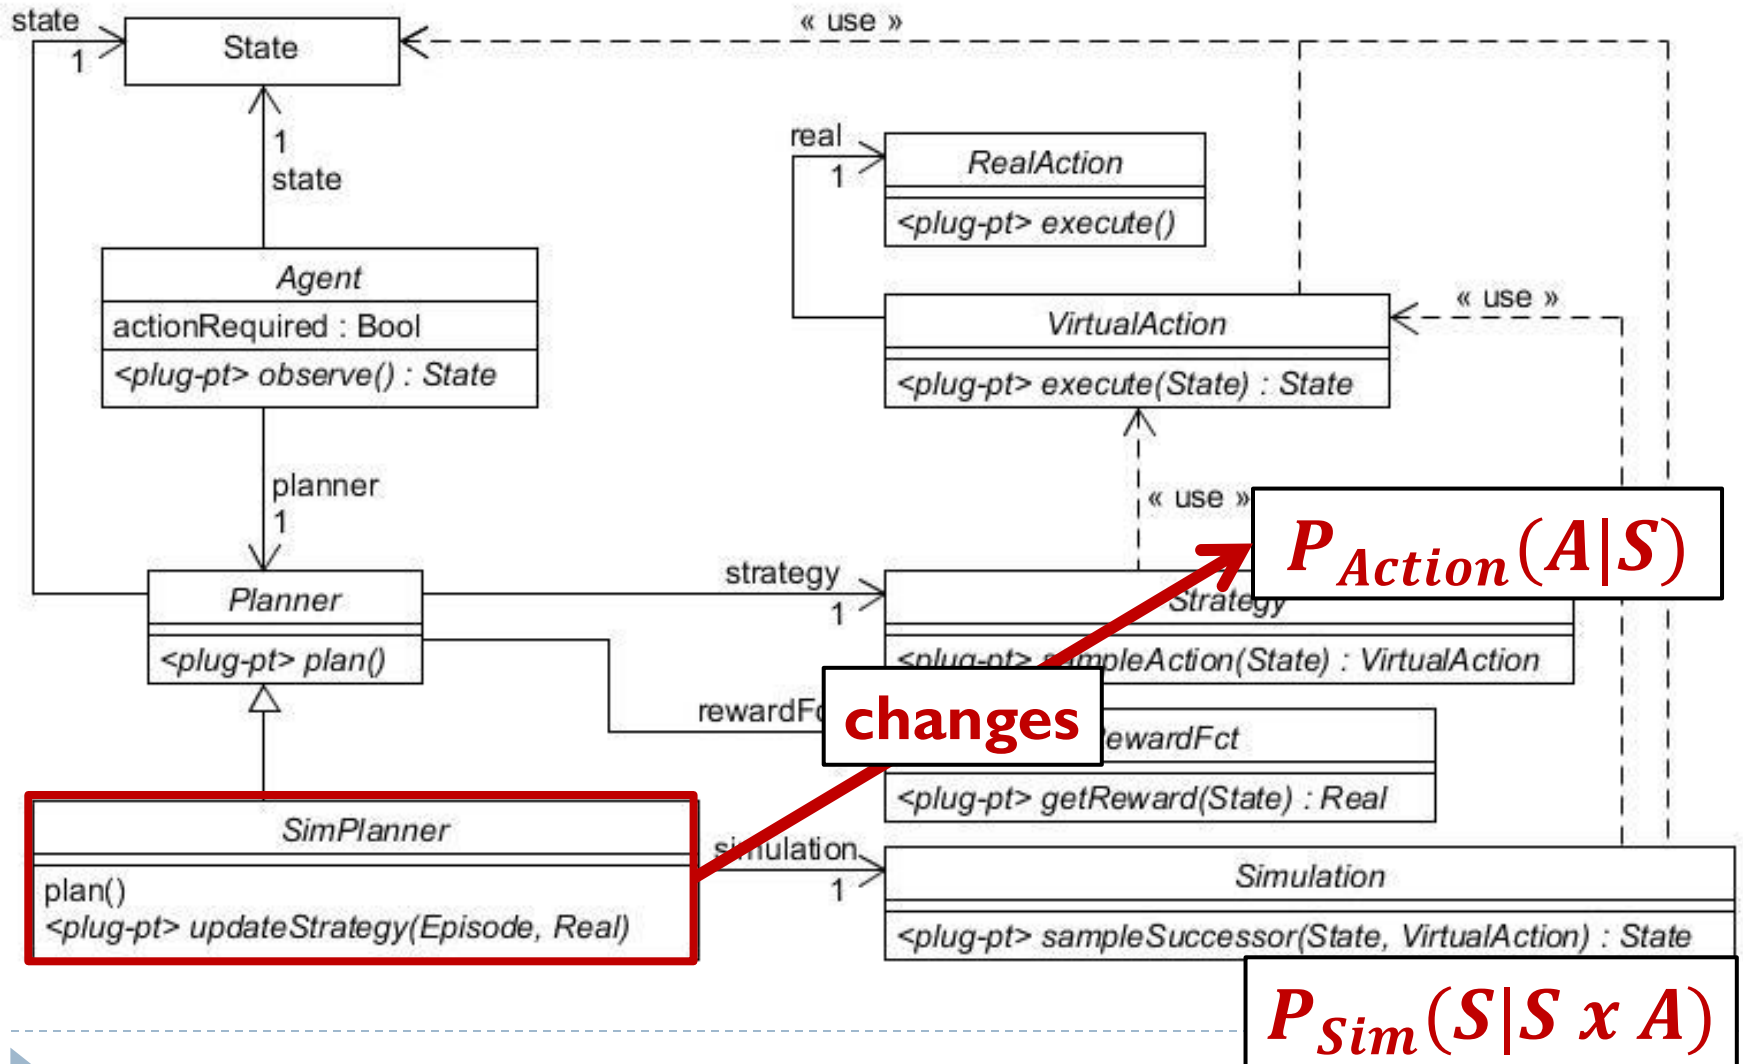 state
1
State
« use »
1
state
real
1
RealAction
<plug-pt> execute()
Agent
actionRequired : Bool
<plug-pt> observe() : State
VirtualAction
<plug-pt> execute(State) : State
« use »
planner
1
« use »
P_Action(A|S)
Planner
<plug-pt> plan()
strategy
1
Strategy
<plug-pt> sampleAction(State) : VirtualAction
rewardFc
changes
ewardFct
<plug-pt> getReward(State) : Real
SimPlanner
plan()
<plug-pt> updateStrategy(Episode, Real)
simulation
1
Simulation
<plug-pt> sampleSuccessor(State, VirtualAction) : State
P_Sim(S|S x A)